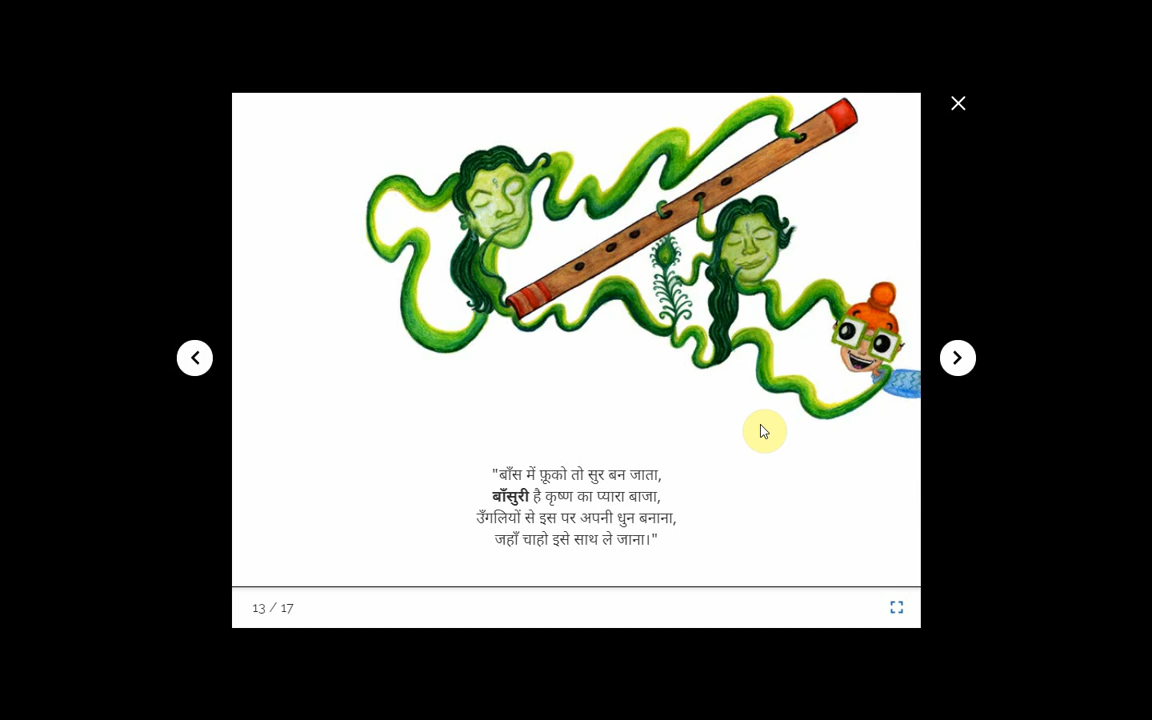 "बाँस में फ़ूको तो सुर बन जाता,
बाँसुरी है कृष्ण का प्यारा बाजा,
उँगलियों से इस पर अपनी धुन बनाना,
जहाँ चाहो इसे साथ ले जाना।"
13 / 17